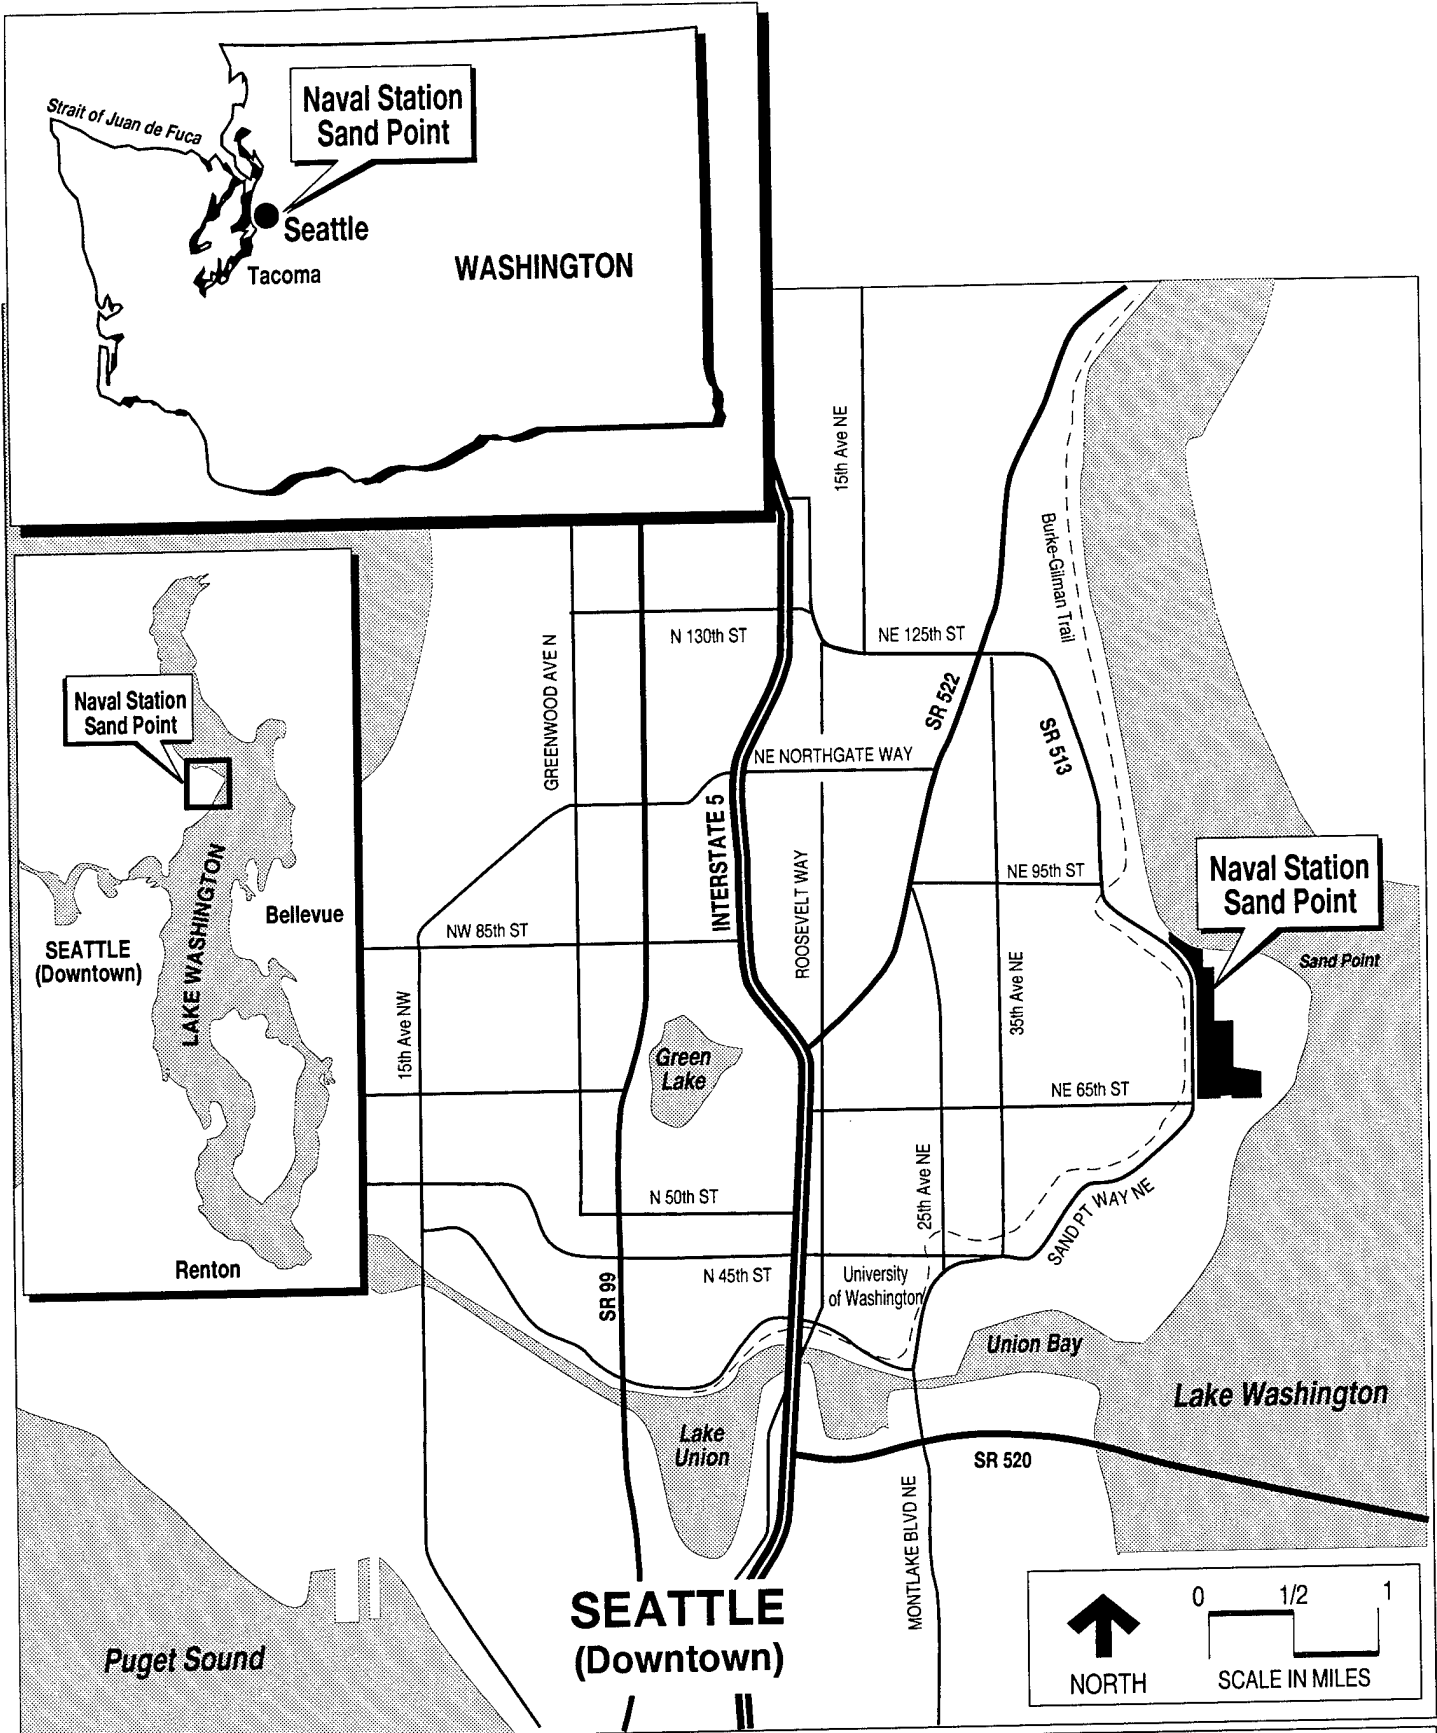 Strait of Juan de Fuca
Naval Station
Sand Point
Seattle
Tacoma
WASHINGTON
15th Ave NE
Burke-Gilman Trail
N 130th ST
NE 125th ST
GREENWOOD AVE N
SR 522
SR 513
NE NORTHGATE WAY
INTERSTATE 5
ROOSEVELT WAY
NE 95th ST
Naval Station
Sand Point
Sand Point
NW 85th ST
35th Ave NE
15th Ave NW
Green
Lake
NE 65th ST
25th Ave NE
N 50th ST
SAND PT WAY NE
N 45th ST
University
of Washington
SR 99
Union Bay
Lake Washington
Lake
Union
SR 520
MONTLAKE BLVD NE
SEATTLE
(Downtown)
Puget Sound
Naval Station
Sand Point
LAKE WASHINGTON
Bellevue
SEATTLE
(Downtown)
Renton
0 1/2 1
NORTH
SCALE IN MILES